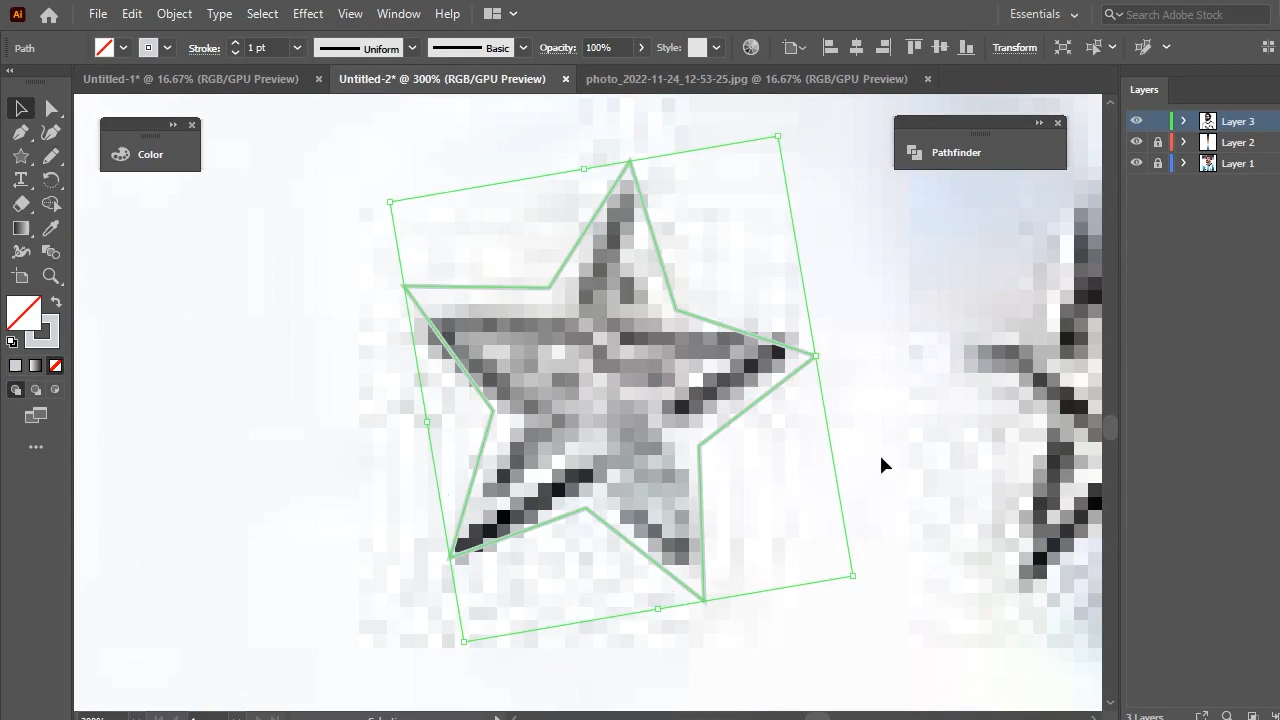 Ai File Edit Object Type Select Effect View Window Help Essentials Search Adobe Stock
Path Stroke: 1 pt Uniform Basic Opacity: 100% Style: Transform
Untitled-1* @ 16.67% (RGB/GPU Preview) × Untitled-2* @ 300% (RGB/GPU Preview) × photo_2022-11-24_12-53-25.jpg @ 16.67% (RGB/GPU Preview) ×
Layers
Color
Pathfinder
Layer 3
Layer 2
Layer 1
300% Selection 3 Layers